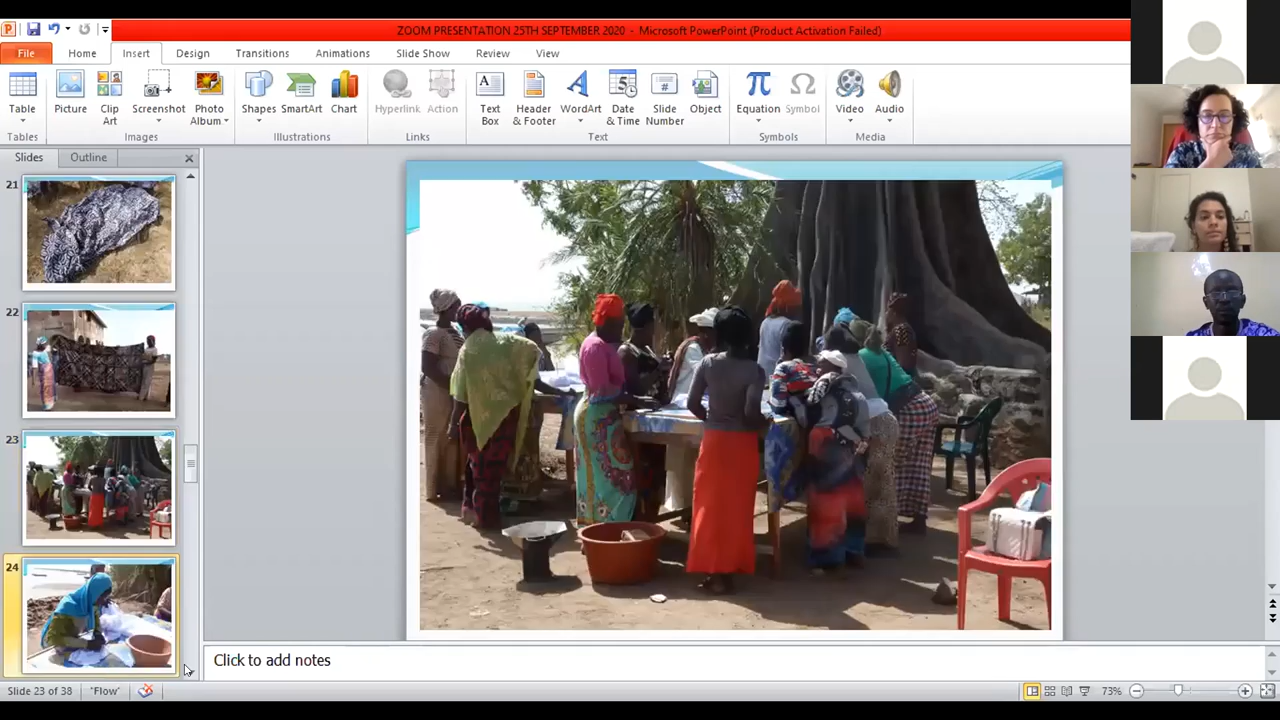 ZOOM PRESENTATION 25TH SEPTEMBER 2020 - Microsoft PowerPoint (Product Activation Failed)
File Home Insert Design Transitions Animations Slide Show Review View
Table
Picture
Clip Art
Screenshot
Photo Album
Shapes
SmartArt
Chart
Hyperlink
Action
Text Box
Header & Footer
WordArt
Date & Time
Slide Number
Object
Equation
Symbol
Video
Audio
Tables Images Illustrations Links Text Symbols Media
Slides Outline
21
22
23
24
Click to add notes
Slide 23 of 38 "Flow" 73%